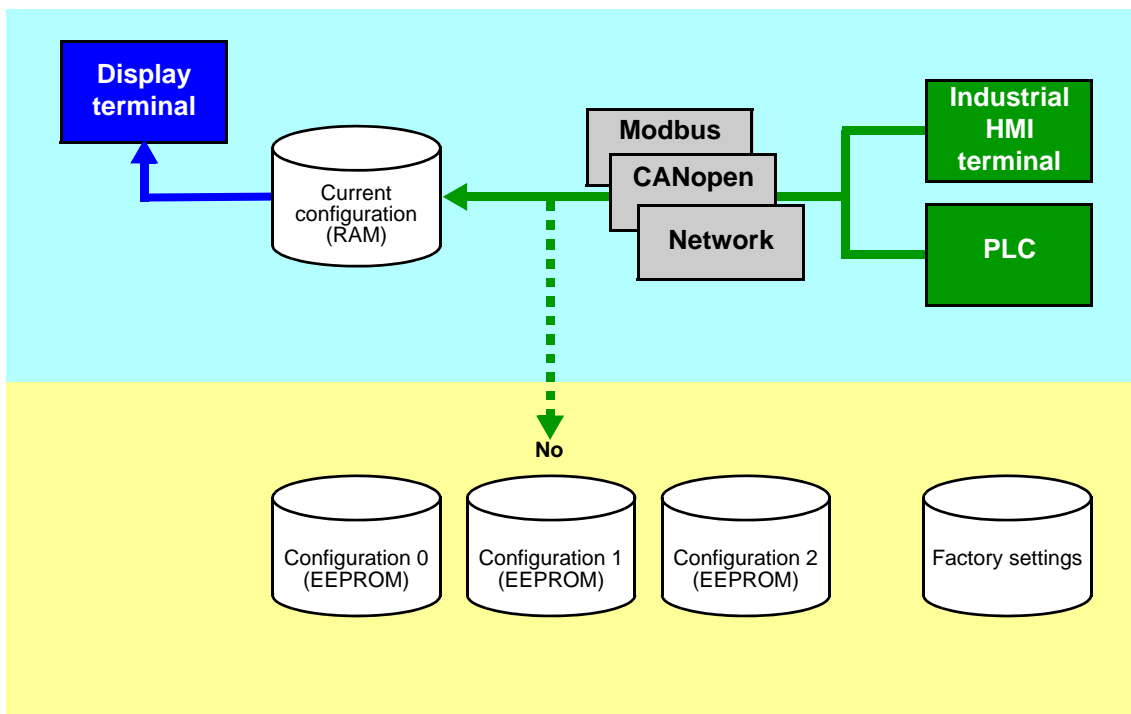 Display
terminal
Current
configuration
(RAM)
Modbus
CANopen
Network
Industrial
HMI
terminal
PLC
No
Configuration 0
(EEPROM)
Configuration 1
(EEPROM)
Configuration 2
(EEPROM)
Factory settings